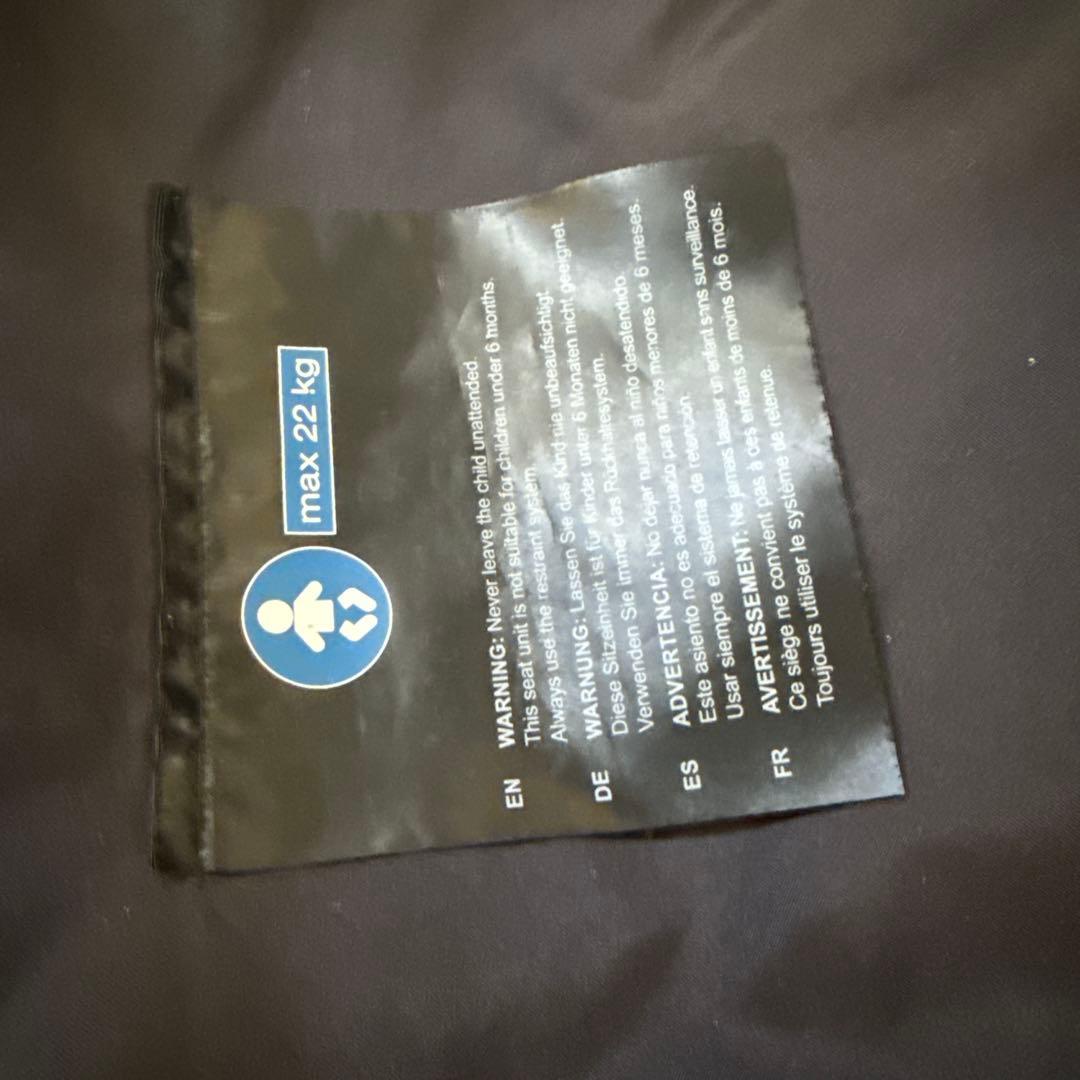 max 22 kg
EN WARNING: Never leave the child unattended.
This seat unit is not suitable for children under 6 months.
Always use the restraint system.
DE WARNUNG: Lassen Sie das Kind nie unbeaufsichtigt.
Diese Sitzeinheit ist für Kinder unter 6 Monaten nicht geeignet.
Verwenden Sie immer das Rückhaltesystem.
ES ADVERTENCIA: No dejar nunca al niño desatendido.
Este asiento no es adecuado para niños menores de 6 meses.
Usar siempre el sistema de retención.
FR AVERTISSEMENT: Ne jamais laisser un enfant sans surveillance.
Ce siège ne convient pas à des enfants de moins de 6 mois.
Toujours utiliser le système de retenue.